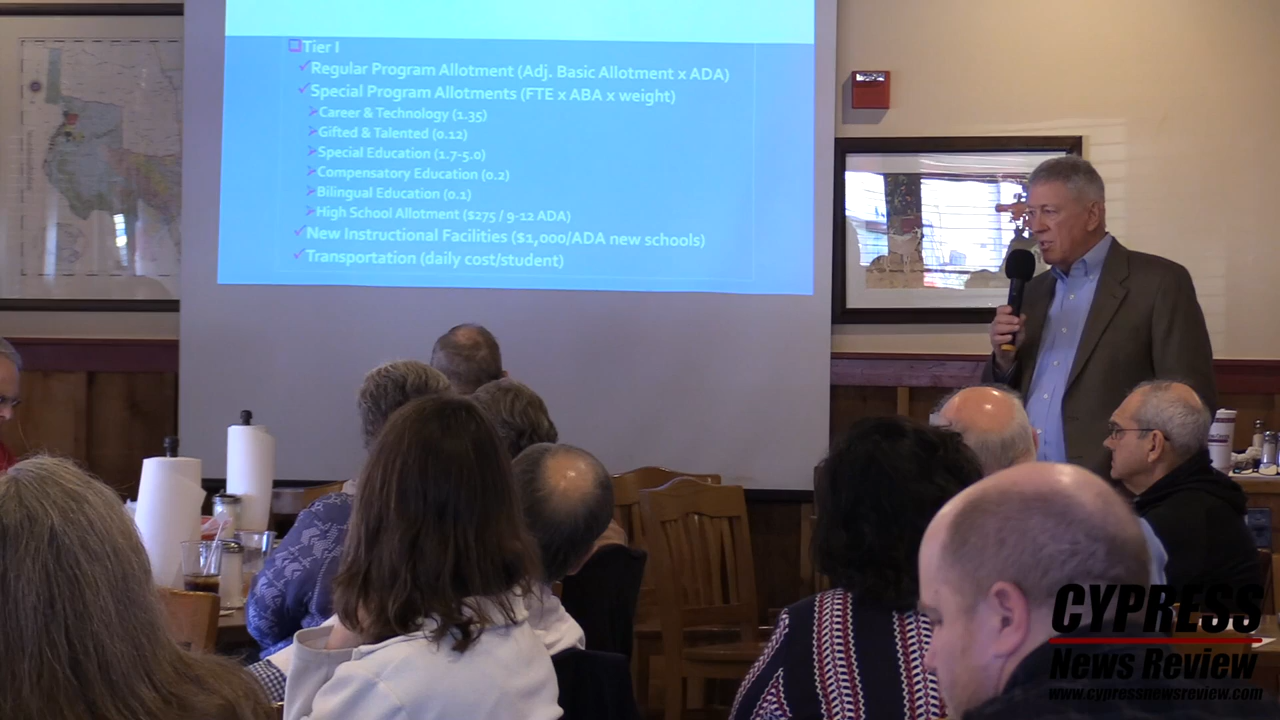 Tier I
Regular Program Allotment (Adj. Basic Allotment x ADA)
Special Program Allotments (FTE x ABA x weight)
Career & Technology (1.35)
Gifted & Talented (0.12)
Special Education (1.7-5.0)
Compensatory Education (0.2)
Bilingual Education (0.1)
High School Allotment ($275 / 9-12 ADA)
New Instructional Facilities ($1,000/ADA new schools)
Transportation (daily cost/student)
CYPRESS
News Review
www.cypressnewsreview.com